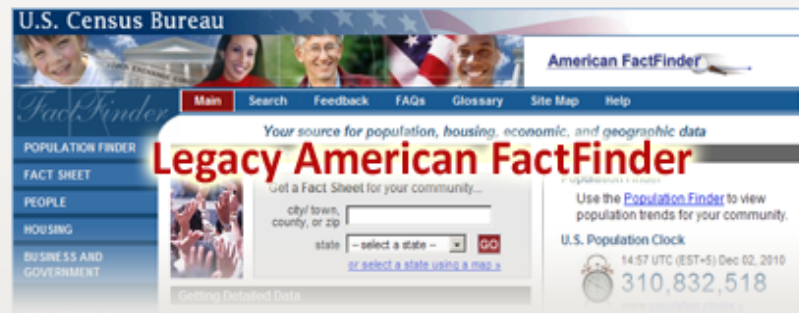 U.S. Census Bureau
American FactFinder
FactFinder
Main Search Feedback FAQs Glossary Site Map Help
Your source for population, housing, economic, and geographic data
Legacy American FactFinder
POPULATION FINDER
FACT SHEET
PEOPLE
HOUSING
BUSINESS AND
GOVERNMENT
Get a Fact Sheet for your community...
city/ town,
county, or zip
state -- select a state -- GO
or select a state using a map »
Getting Detailed Data
Population Finder
Use the Population Finder to view
population trends for your community.
U.S. Population Clock
14:57 UTC (EST+5) Dec 02, 2010
310,832,518